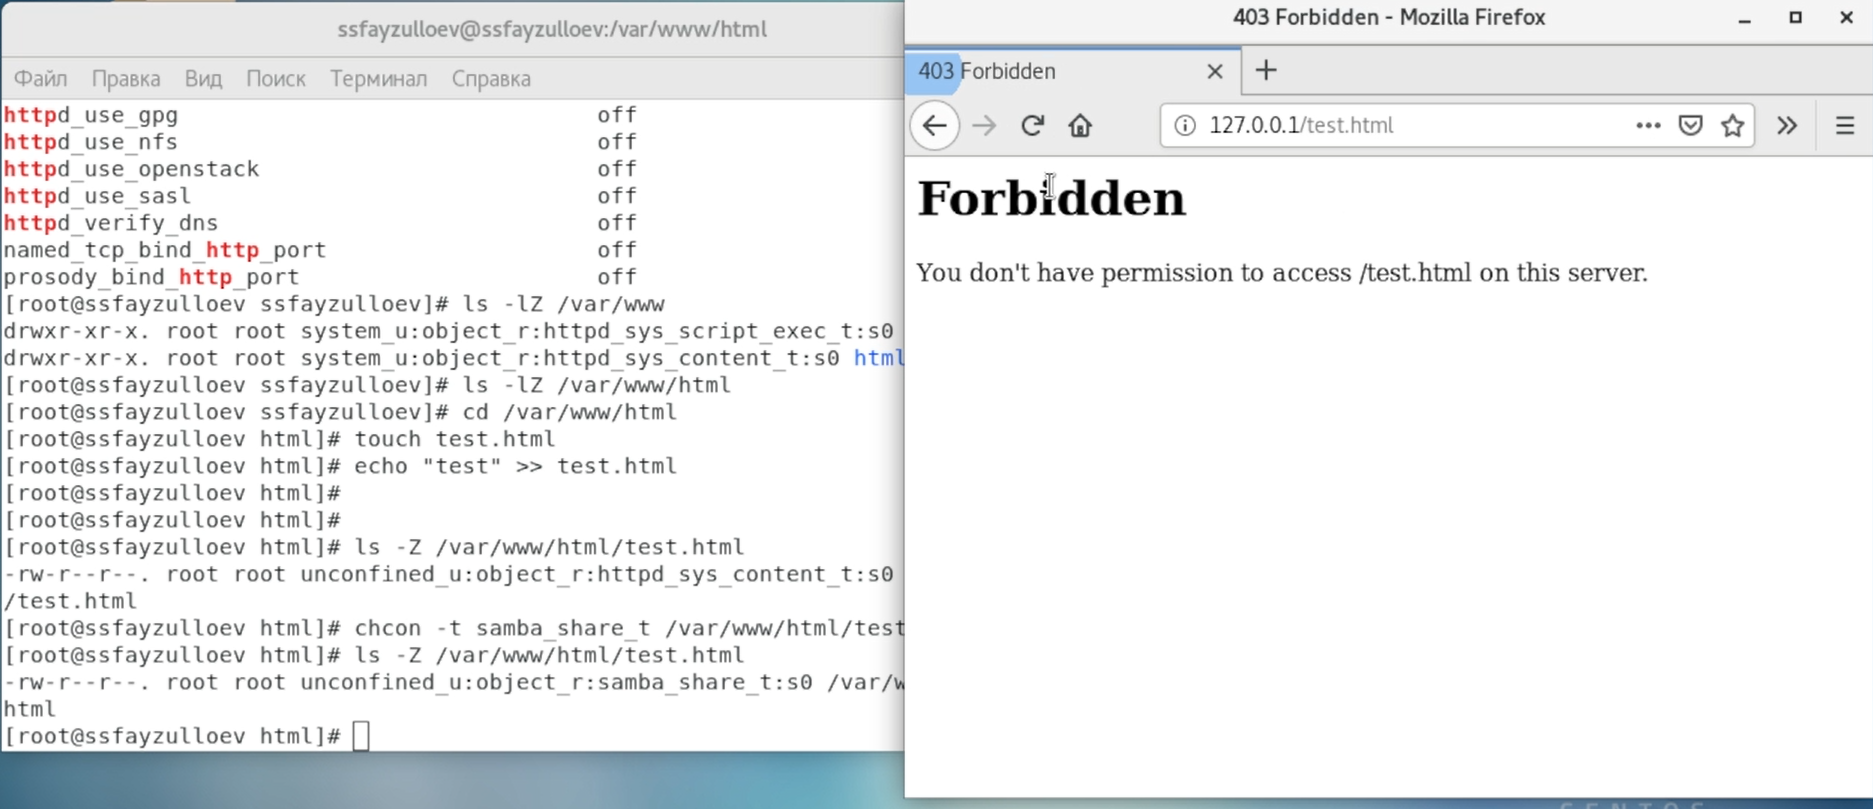 ssfayzulloev@ssfayzulloev:/var/www/html
Файл Правка Вид Поиск Терминал Справка
httpd_use_gpg off
httpd_use_nfs off
httpd_use_openstack off
httpd_use_sasl off
httpd_verify_dns off
named_tcp_bind_http_port off
prosody_bind_http_port off
[root@ssfayzulloev ssfayzulloev]# ls -lZ /var/www
drwxr-xr-x. root root system_u:object_r:httpd_sys_script_exec_t:s0
drwxr-xr-x. root root system_u:object_r:httpd_sys_content_t:s0 html
[root@ssfayzulloev ssfayzulloev]# ls -lZ /var/www/html
[root@ssfayzulloev ssfayzulloev]# cd /var/www/html
[root@ssfayzulloev html]# touch test.html
[root@ssfayzulloev html]# echo "test" >> test.html
[root@ssfayzulloev html]#
[root@ssfayzulloev html]#
[root@ssfayzulloev html]# ls -Z /var/www/html/test.html
-rw-r--r--. root root unconfined_u:object_r:httpd_sys_content_t:s0
/test.html
[root@ssfayzulloev html]# chcon -t samba_share_t /var/www/html/test
[root@ssfayzulloev html]# ls -Z /var/www/html/test.html
-rw-r--r--. root root unconfined_u:object_r:samba_share_t:s0 /var/w
html
[root@ssfayzulloev html]#
403 Forbidden - Mozilla Firefox
403 Forbidden
127.0.0.1/test.html
Forbidden
You don't have permission to access /test.html on this server.